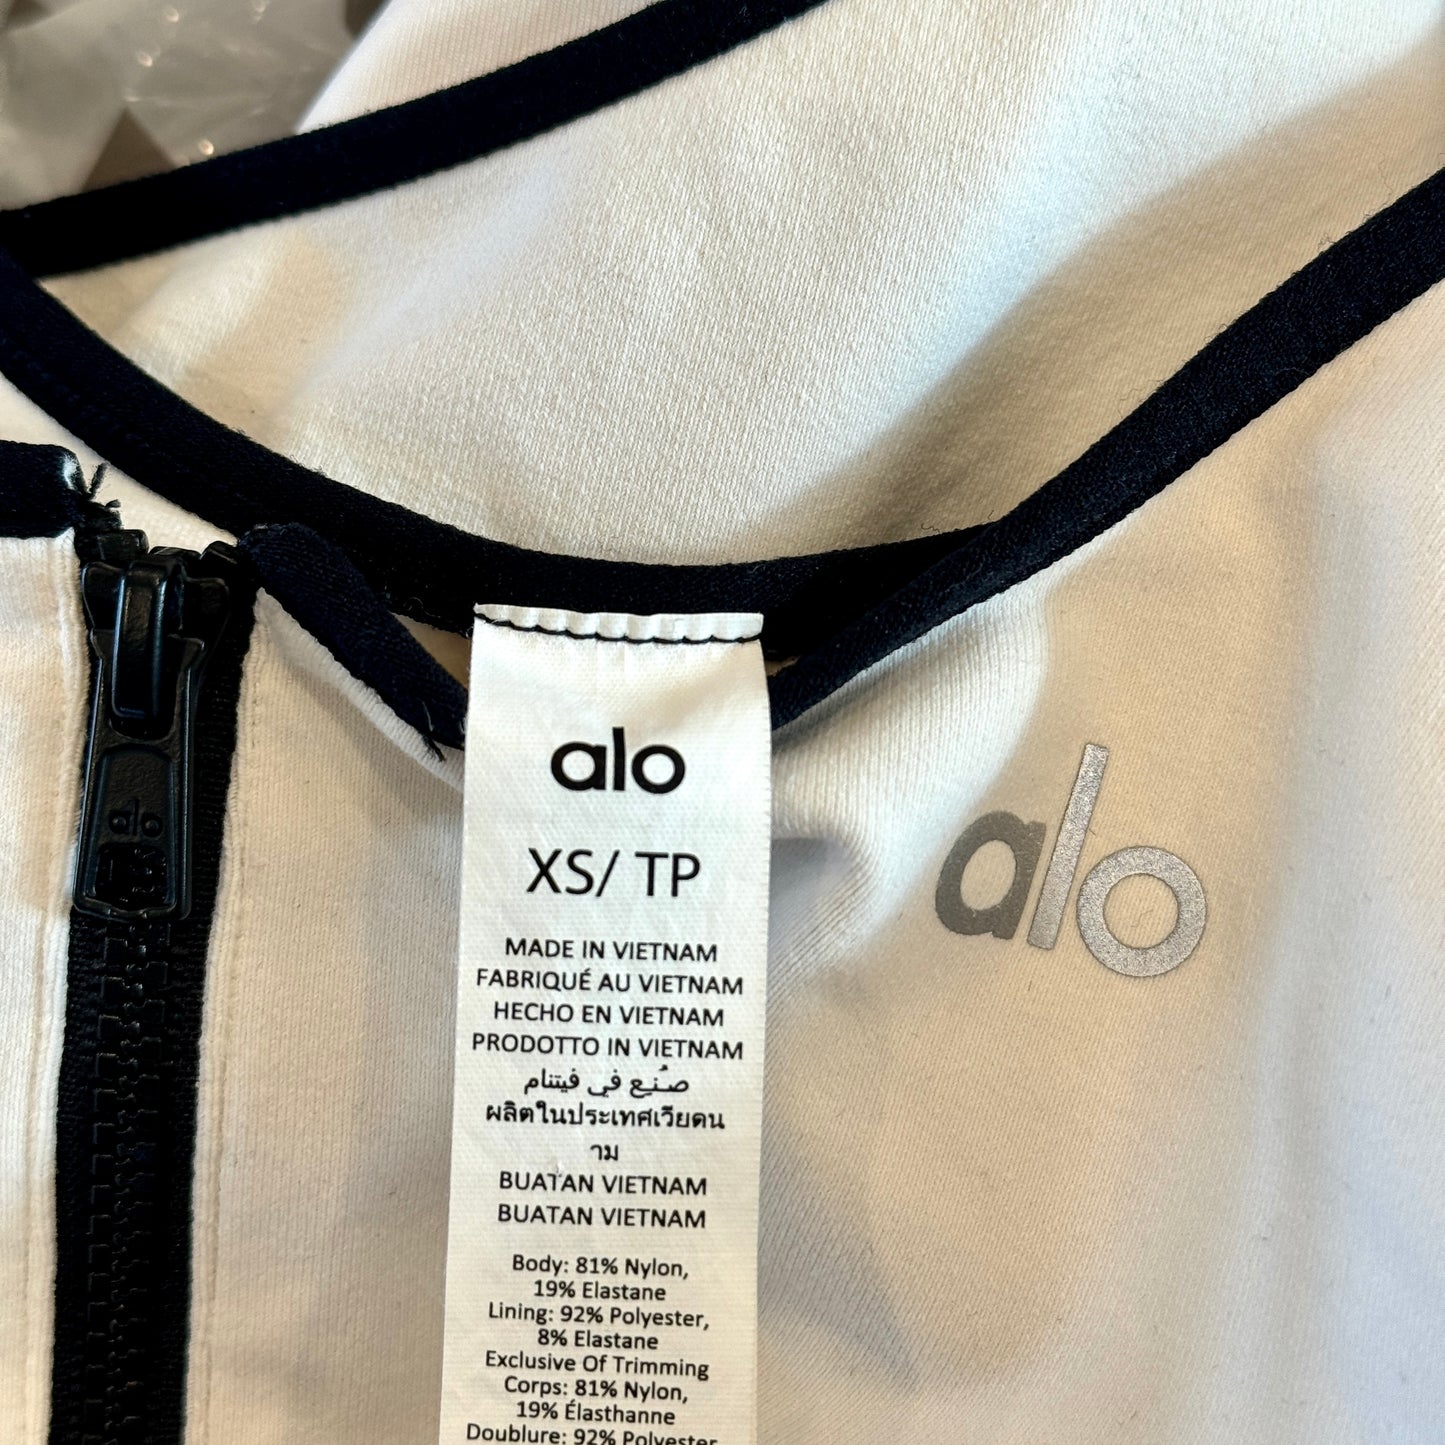 alo
XS/ TP
MADE IN VIETNAM
FABRIQUÉ AU VIETNAM
HECHO EN VIETNAM
PRODOTTO IN VIETNAM
صُنِع في فيتنام
ผลิตในประเทศเวียดน
าม
BUATAN VIETNAM
BUATAN VIETNAM
Body: 81% Nylon,
19% Elastane
Lining: 92% Polyester,
8% Elastane
Exclusive Of Trimming
Corps: 81% Nylon,
19% Élasthanne
Doublure: 92% Polyester
alo
alo